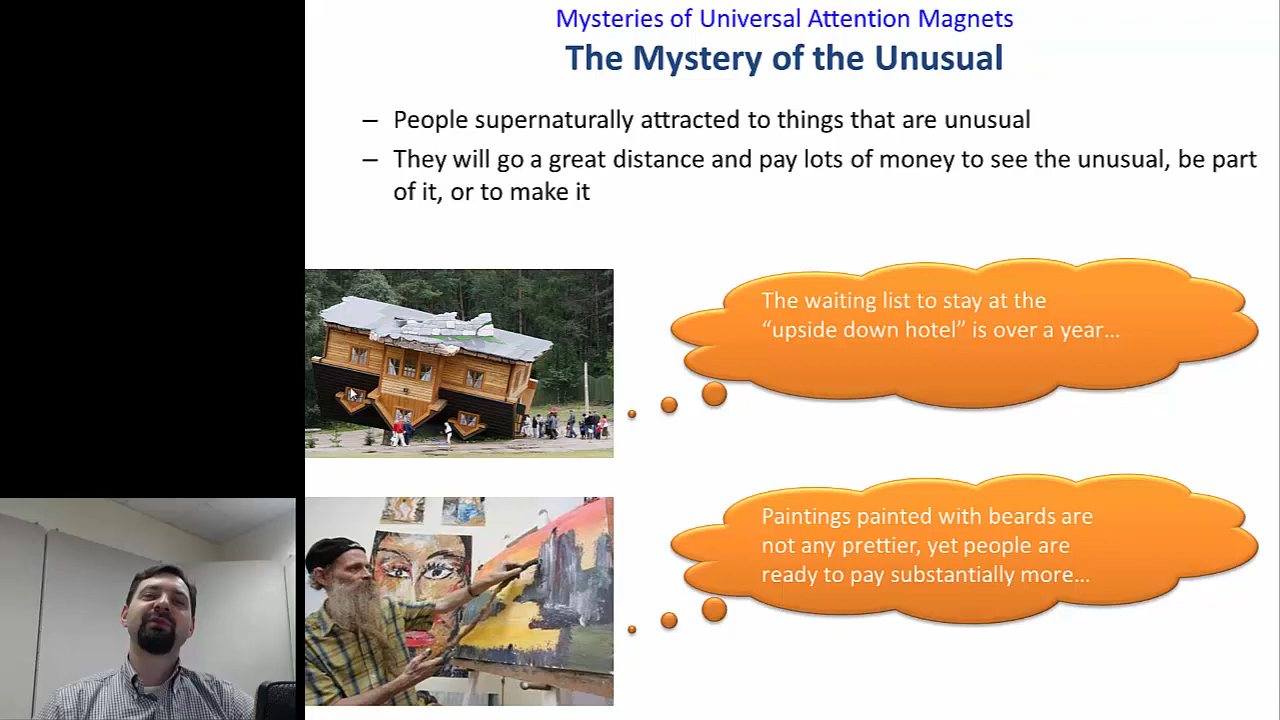 Mysteries of Universal Attention Magnets
The Mystery of the Unusual
– People supernaturally attracted to things that are unusual
– They will go a great distance and pay lots of money to see the unusual, be part
of it, or to make it
The waiting list to stay at the
“upside down hotel” is over a year…
Paintings painted with beards are
not any prettier, yet people are
ready to pay substantially more…